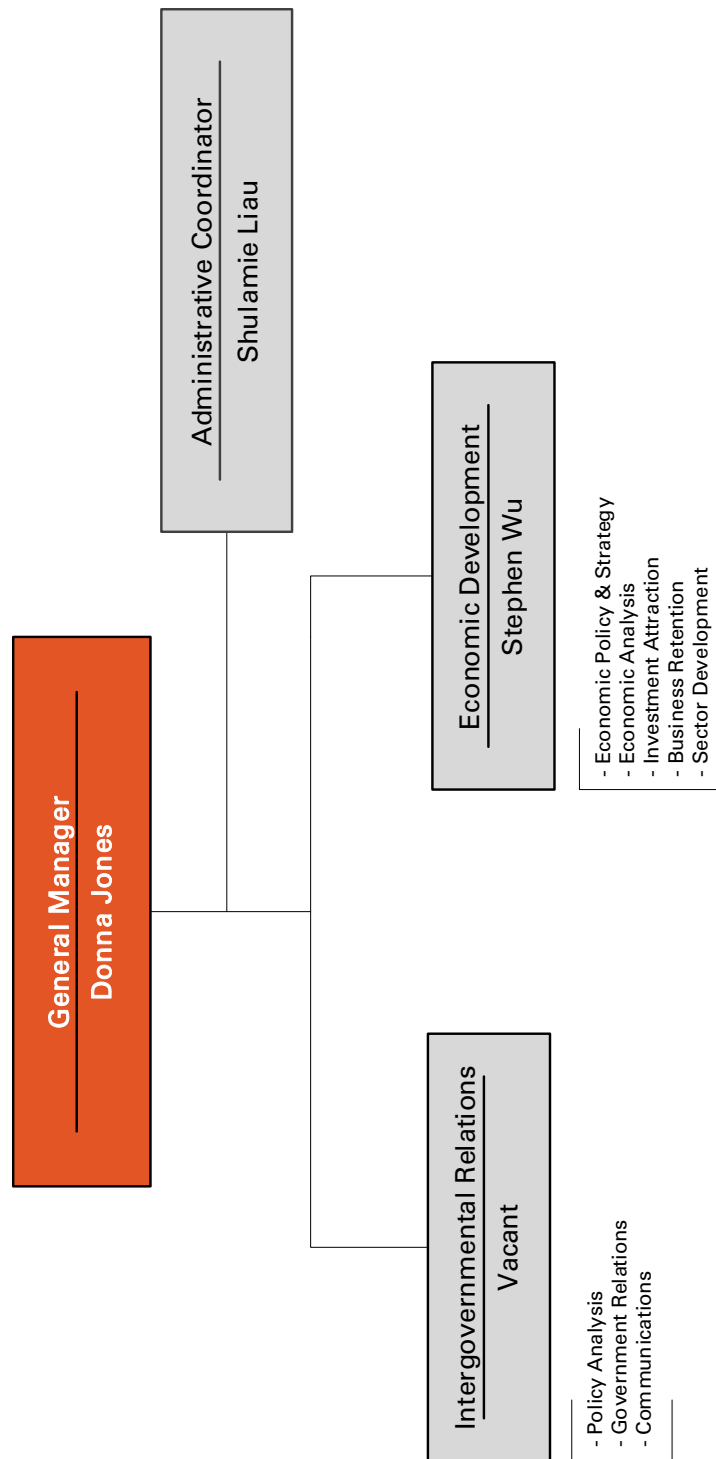 General Manager
Donna Jones
Administrative Coordinator
Shulamie Liau
Intergovernmental Relations
Vacant
- Policy Analysis
- Government Relations
- Communications
Economic Development
Stephen Wu
- Economic Policy & Strategy
- Economic Analysis
- Investment Attraction
- Business Retention
- Sector Development